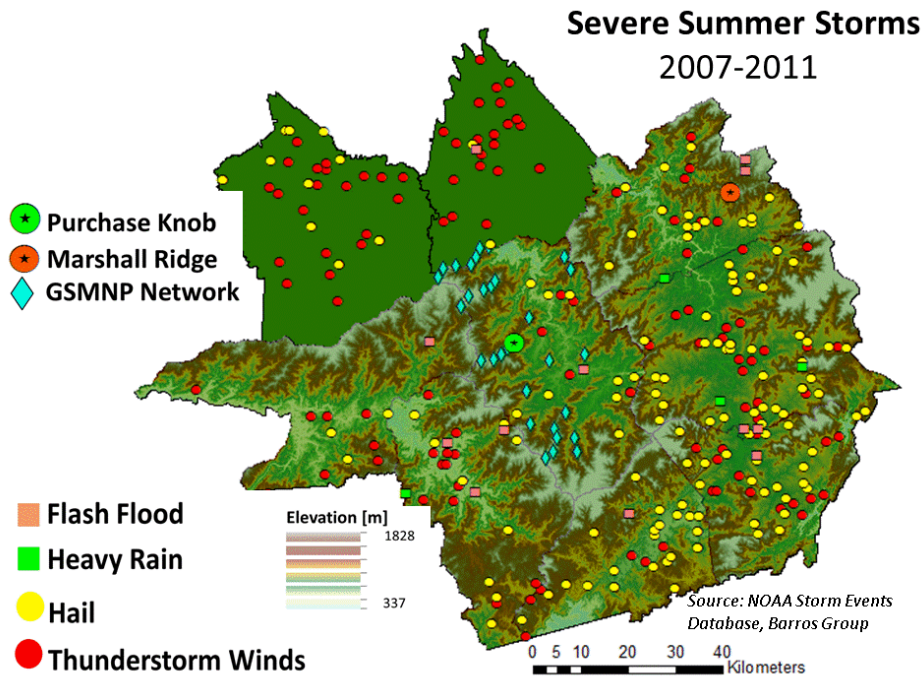 Severe Summer Storms
2007-2011
Purchase Knob
Marshall Ridge
GSMNP Network
Flash Flood
Heavy Rain
Hail
Thunderstorm Winds
Elevation [m]
1828
337
Source: NOAA Storm Events
Database, Barros Group
0 5 10 20 30 40
Kilometers